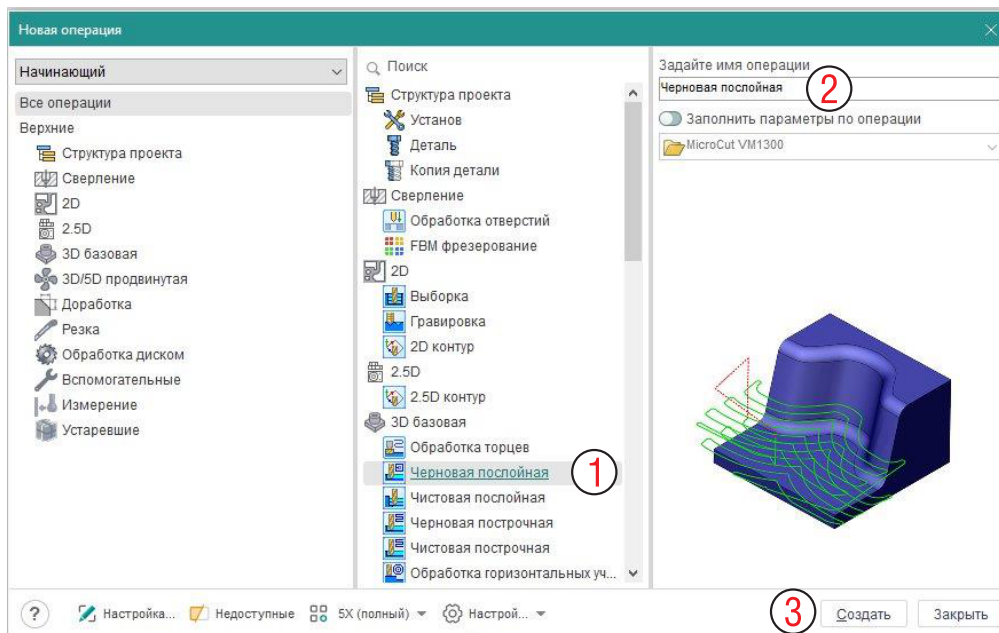 Новая операция
Начинающий
Все операции
Верхние
Структура проекта
Сверление
2D
2.5D
3D базовая
3D/5D продвинутая
Доработка
Резка
Обработка диском
Вспомогательные
Измерение
Устаревшие
Поиск
Структура проекта
Установ
Деталь
Копия детали
Сверление
Обработка отверстий
FBM фрезерование
2D
Выборка
Гравировка
2D контур
2.5D
2.5D контур
3D базовая
Обработка торцев
Черновая послойная 1
Чистовая послойная
Черновая построчная
Чистовая построчная
Обработка горизонтальных уч...
Задайте имя операции
Черновая послойная 2
Заполнить параметры по операции
MicroCut VM1300
? Настройка... Недоступные 5X (полный) Настрой... 3 Создать Закрыть